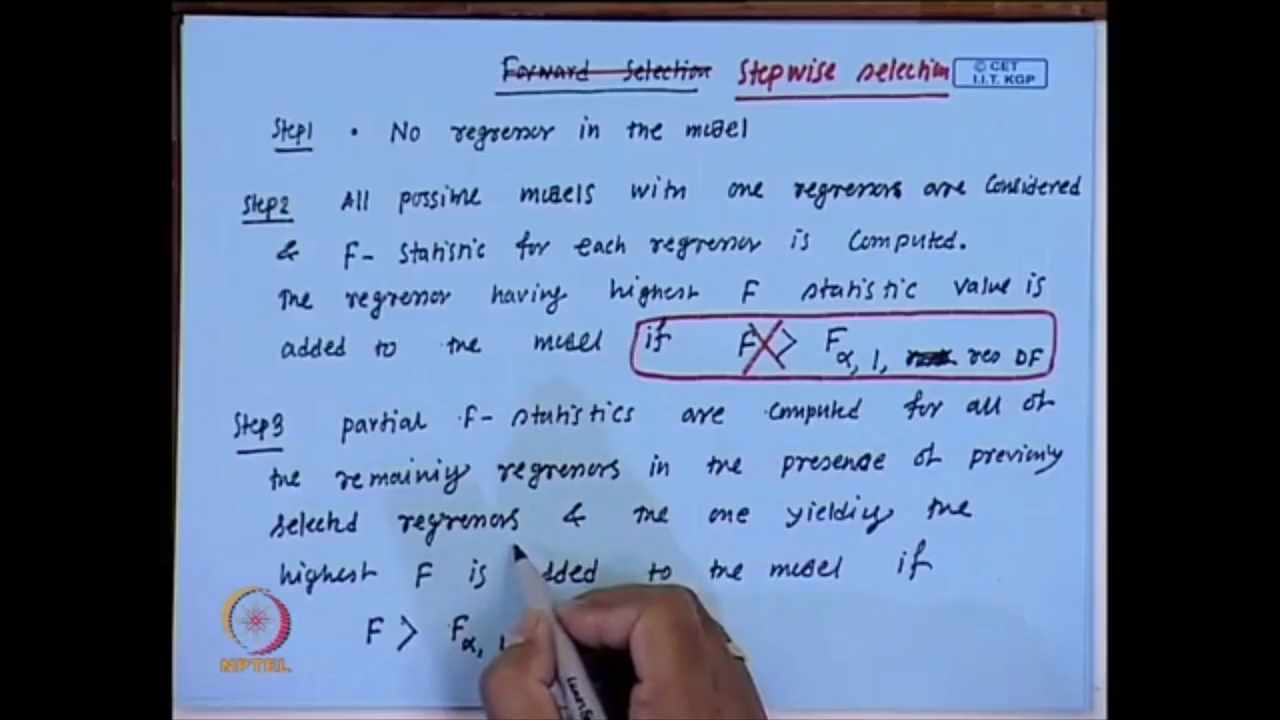 Forward Selection Stepwise selection © CET I.I.T. KGP
Step1 • No regressor in the model
Step2 All possible models with one regressors are considered
& F- statistic for each regressor is computed.
The regressor having highest F statistic value is
added to the model if F > F α, 1, res DF
Step3 partial F- statistics are computed for all of
the remaining regressors in the presence of previously
selected regressors & the one yielding the
highest F is added to the model if
F > F α, 1
NPTEL